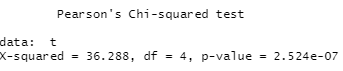 Pearson's Chi-squared test
data:  t
X-squared = 36.288, df = 4, p-value = 2.524e-07